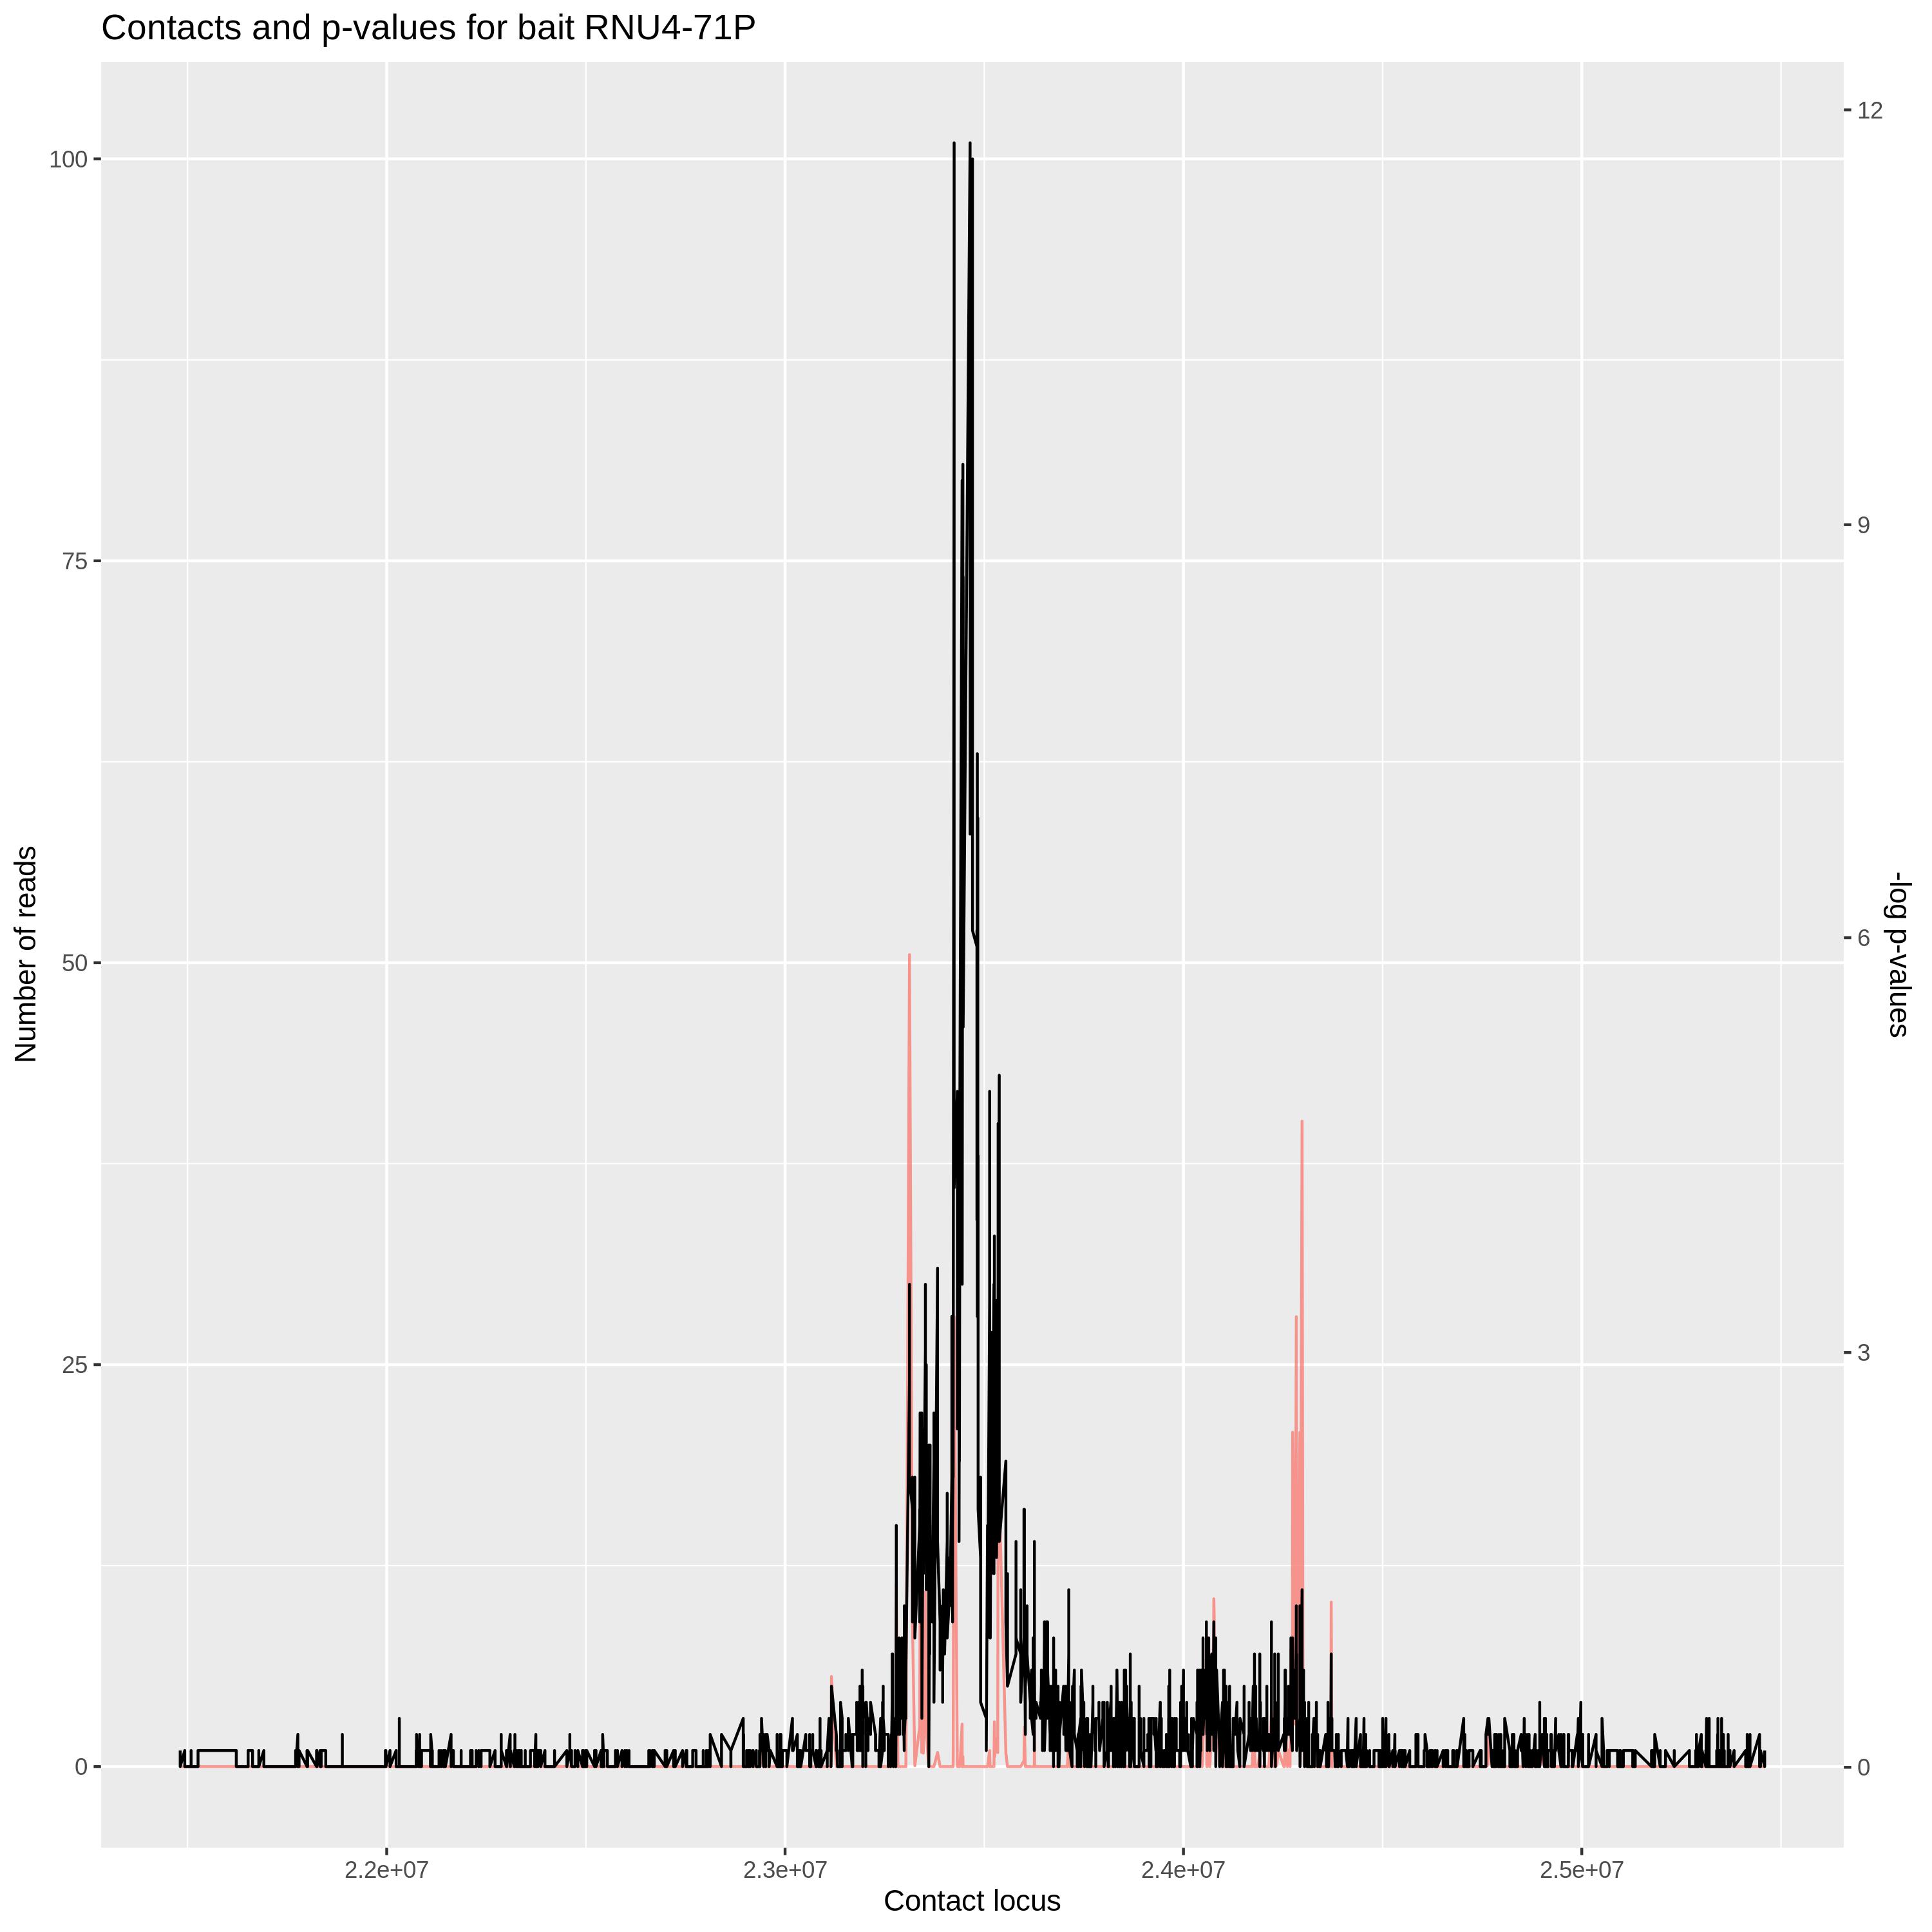 Contacts and p-values for bait RNU4-71P
100
75
50
25
0
Number of reads
12
9
6
3
0
-log p-values
2.2e+07
2.3e+07
2.4e+07
2.5e+07
Contact locus